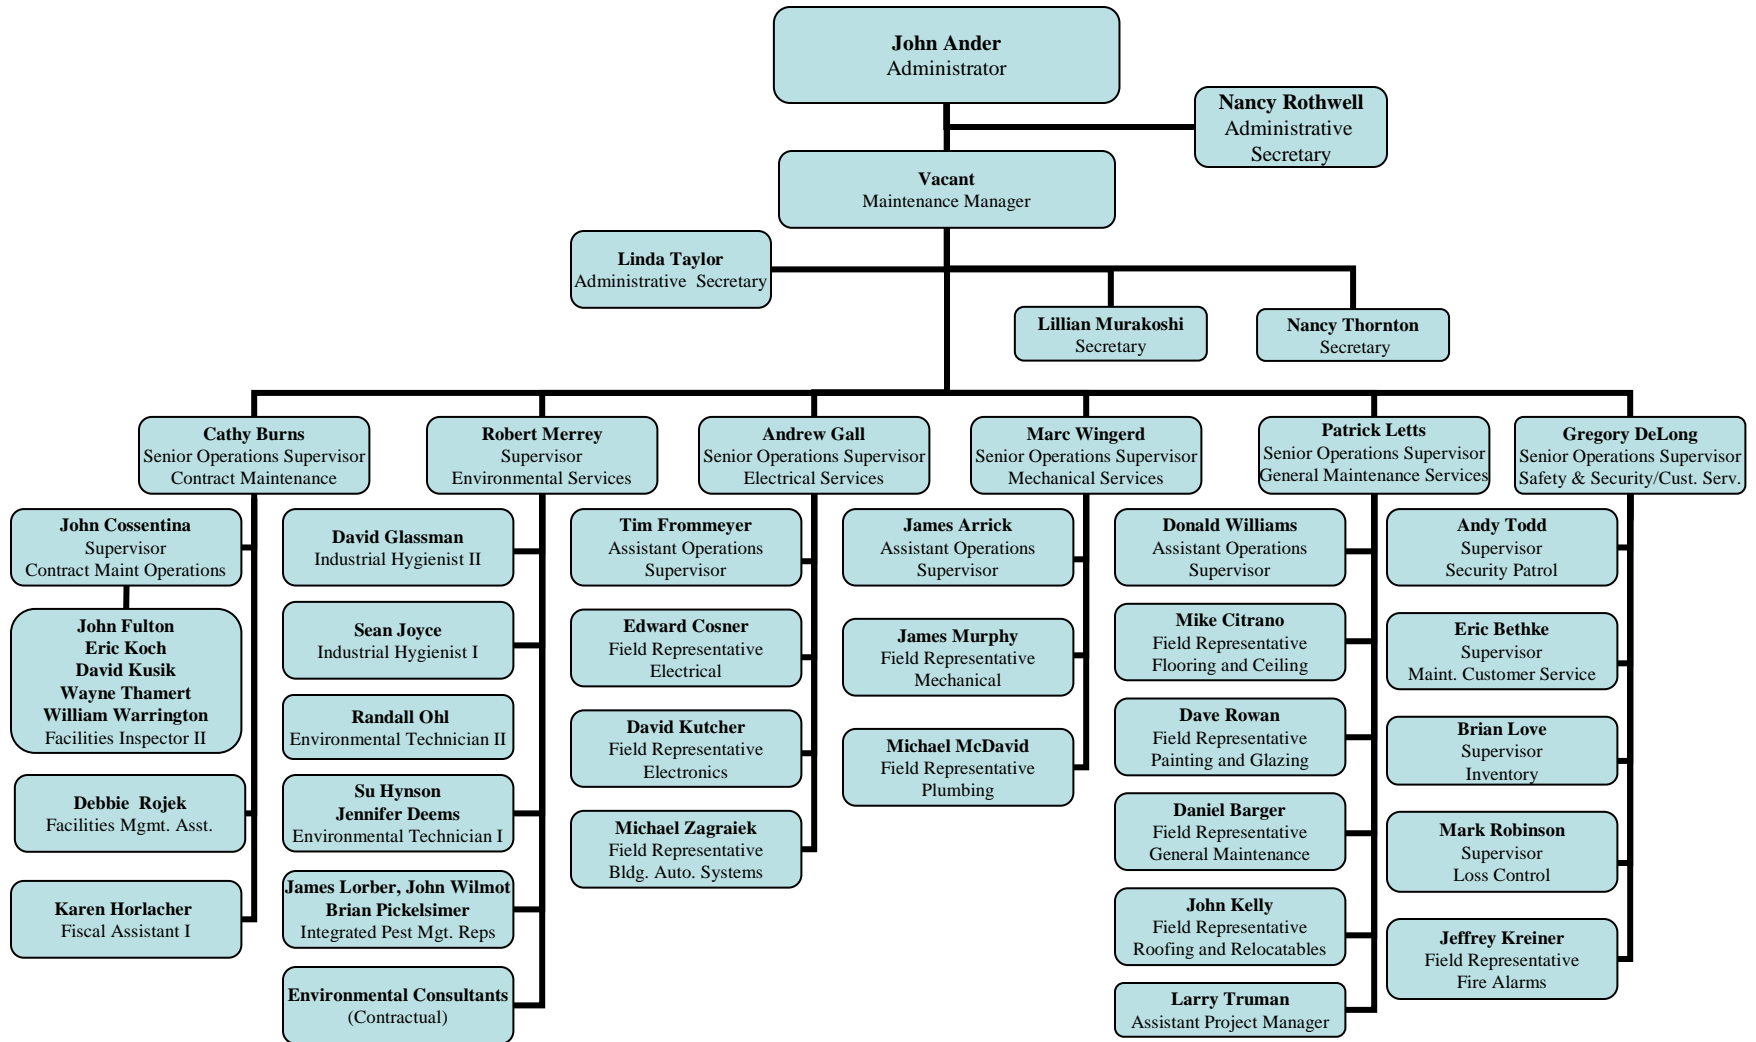 John Ander
Administrator
Nancy Rothwell
Administrative
Secretary
Vacant
Maintenance Manager
Linda Taylor
Administrative Secretary
Lillian Murakoshi
Secretary
Nancy Thornton
Secretary
Cathy Burns
Senior Operations Supervisor
Contract Maintenance
Robert Merrey
Supervisor
Environmental Services
Andrew Gall
Senior Operations Supervisor
Electrical Services
Marc Wingerd
Senior Operations Supervisor
Mechanical Services
Patrick Letts
Senior Operations Supervisor
General Maintenance Services
Gregory DeLong
Senior Operations Supervisor
Safety & Security/Cust. Serv.
John Cossentina
Supervisor
Contract Maint Operations
John Fulton
Eric Koch
David Kusik
Wayne Thamert
William Warrington
Facilities Inspector II
Debbie Rojek
Facilities Mgmt. Asst.
Karen Horlacher
Fiscal Assistant I
David Glassman
Industrial Hygienist II
Sean Joyce
Industrial Hygienist I
Randall Ohl
Environmental Technician II
Su Hynson
Jennifer Deems
Environmental Technician I
James Lorber, John Wilmot
Brian Pickelsimer
Integrated Pest Mgt. Reps
Environmental Consultants
(Contractual)
Tim Frommeyer
Assistant Operations
Supervisor
Edward Cosner
Field Representative
Electrical
David Kutcher
Field Representative
Electronics
Michael Zagraiek
Field Representative
Bldg. Auto. Systems
James Arrick
Assistant Operations
Supervisor
James Murphy
Field Representative
Mechanical
Michael McDavid
Field Representative
Plumbing
Donald Williams
Assistant Operations
Supervisor
Mike Citrano
Field Representative
Flooring and Ceiling
Dave Rowan
Field Representative
Painting and Glazing
Daniel Barger
Field Representative
General Maintenance
John Kelly
Field Representative
Roofing and Relocatables
Larry Truman
Assistant Project Manager
Andy Todd
Supervisor
Security Patrol
Eric Bethke
Supervisor
Maint. Customer Service
Brian Love
Supervisor
Inventory
Mark Robinson
Supervisor
Loss Control
Jeffrey Kreiner
Field Representative
Fire Alarms